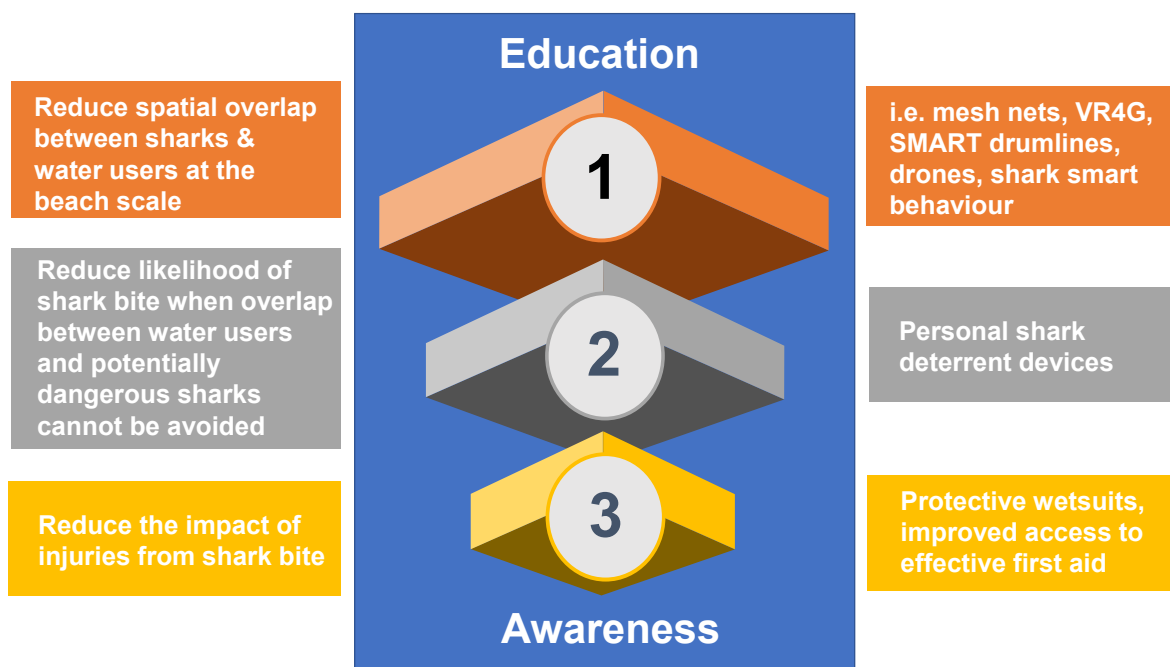 Education
Reduce spatial overlap
between sharks &
water users at the
beach scale
1
i.e. mesh nets, VR4G,
SMART drumlines,
drones, shark smart
behaviour
Reduce likelihood of
shark bite when overlap
between water users
and potentially
dangerous sharks
cannot be avoided
2
Personal shark
deterrent devices
Reduce the impact of
injuries from shark bite
3
Protective wetsuits,
improved access to
effective first aid
Awareness